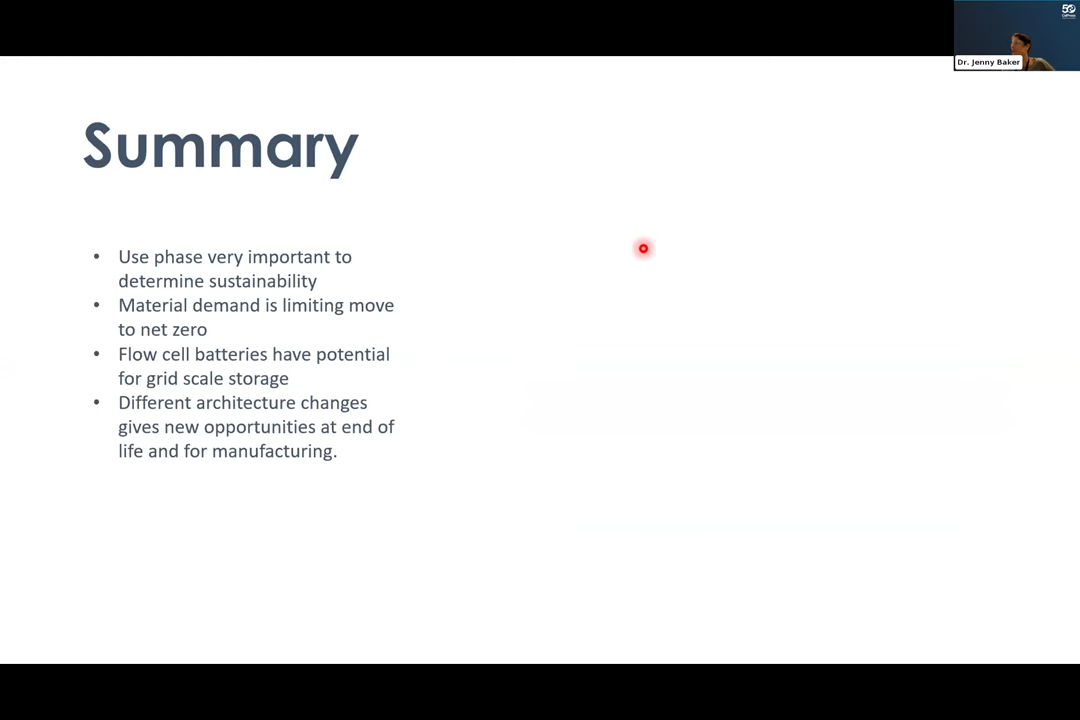 50
CalPress
Dr. Jenny Baker
Summary
• Use phase very important to
determine sustainability
• Material demand is limiting move
to net zero
• Flow cell batteries have potential
for grid scale storage
• Different architecture changes
gives new opportunities at end of
life and for manufacturing.